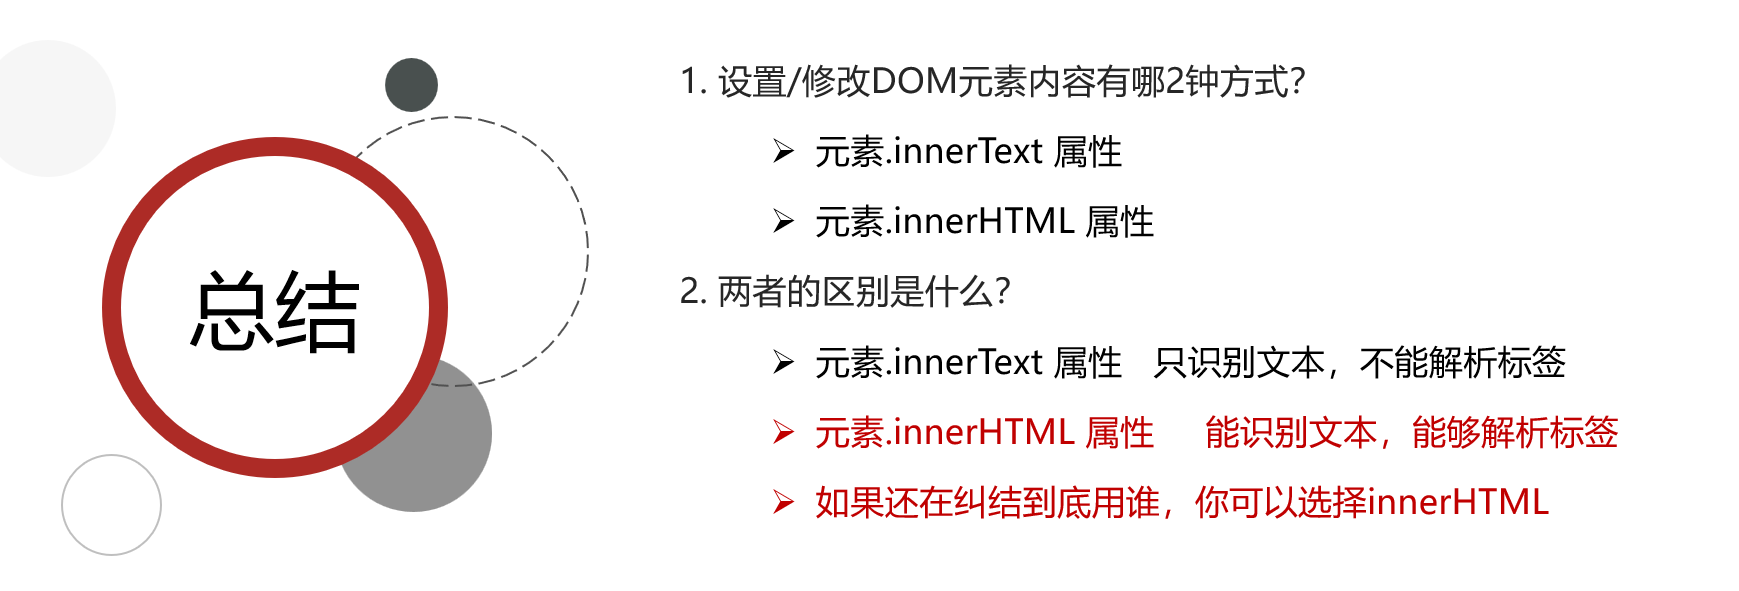 总结
1. 设置/修改DOM元素内容有哪2钟方式？
➢ 元素.innerText 属性
➢ 元素.innerHTML 属性
2. 两者的区别是什么？
➢ 元素.innerText 属性 只识别文本，不能解析标签
➢ 元素.innerHTML 属性 能识别文本，能够解析标签
➢ 如果还在纠结到底用谁，你可以选择innerHTML